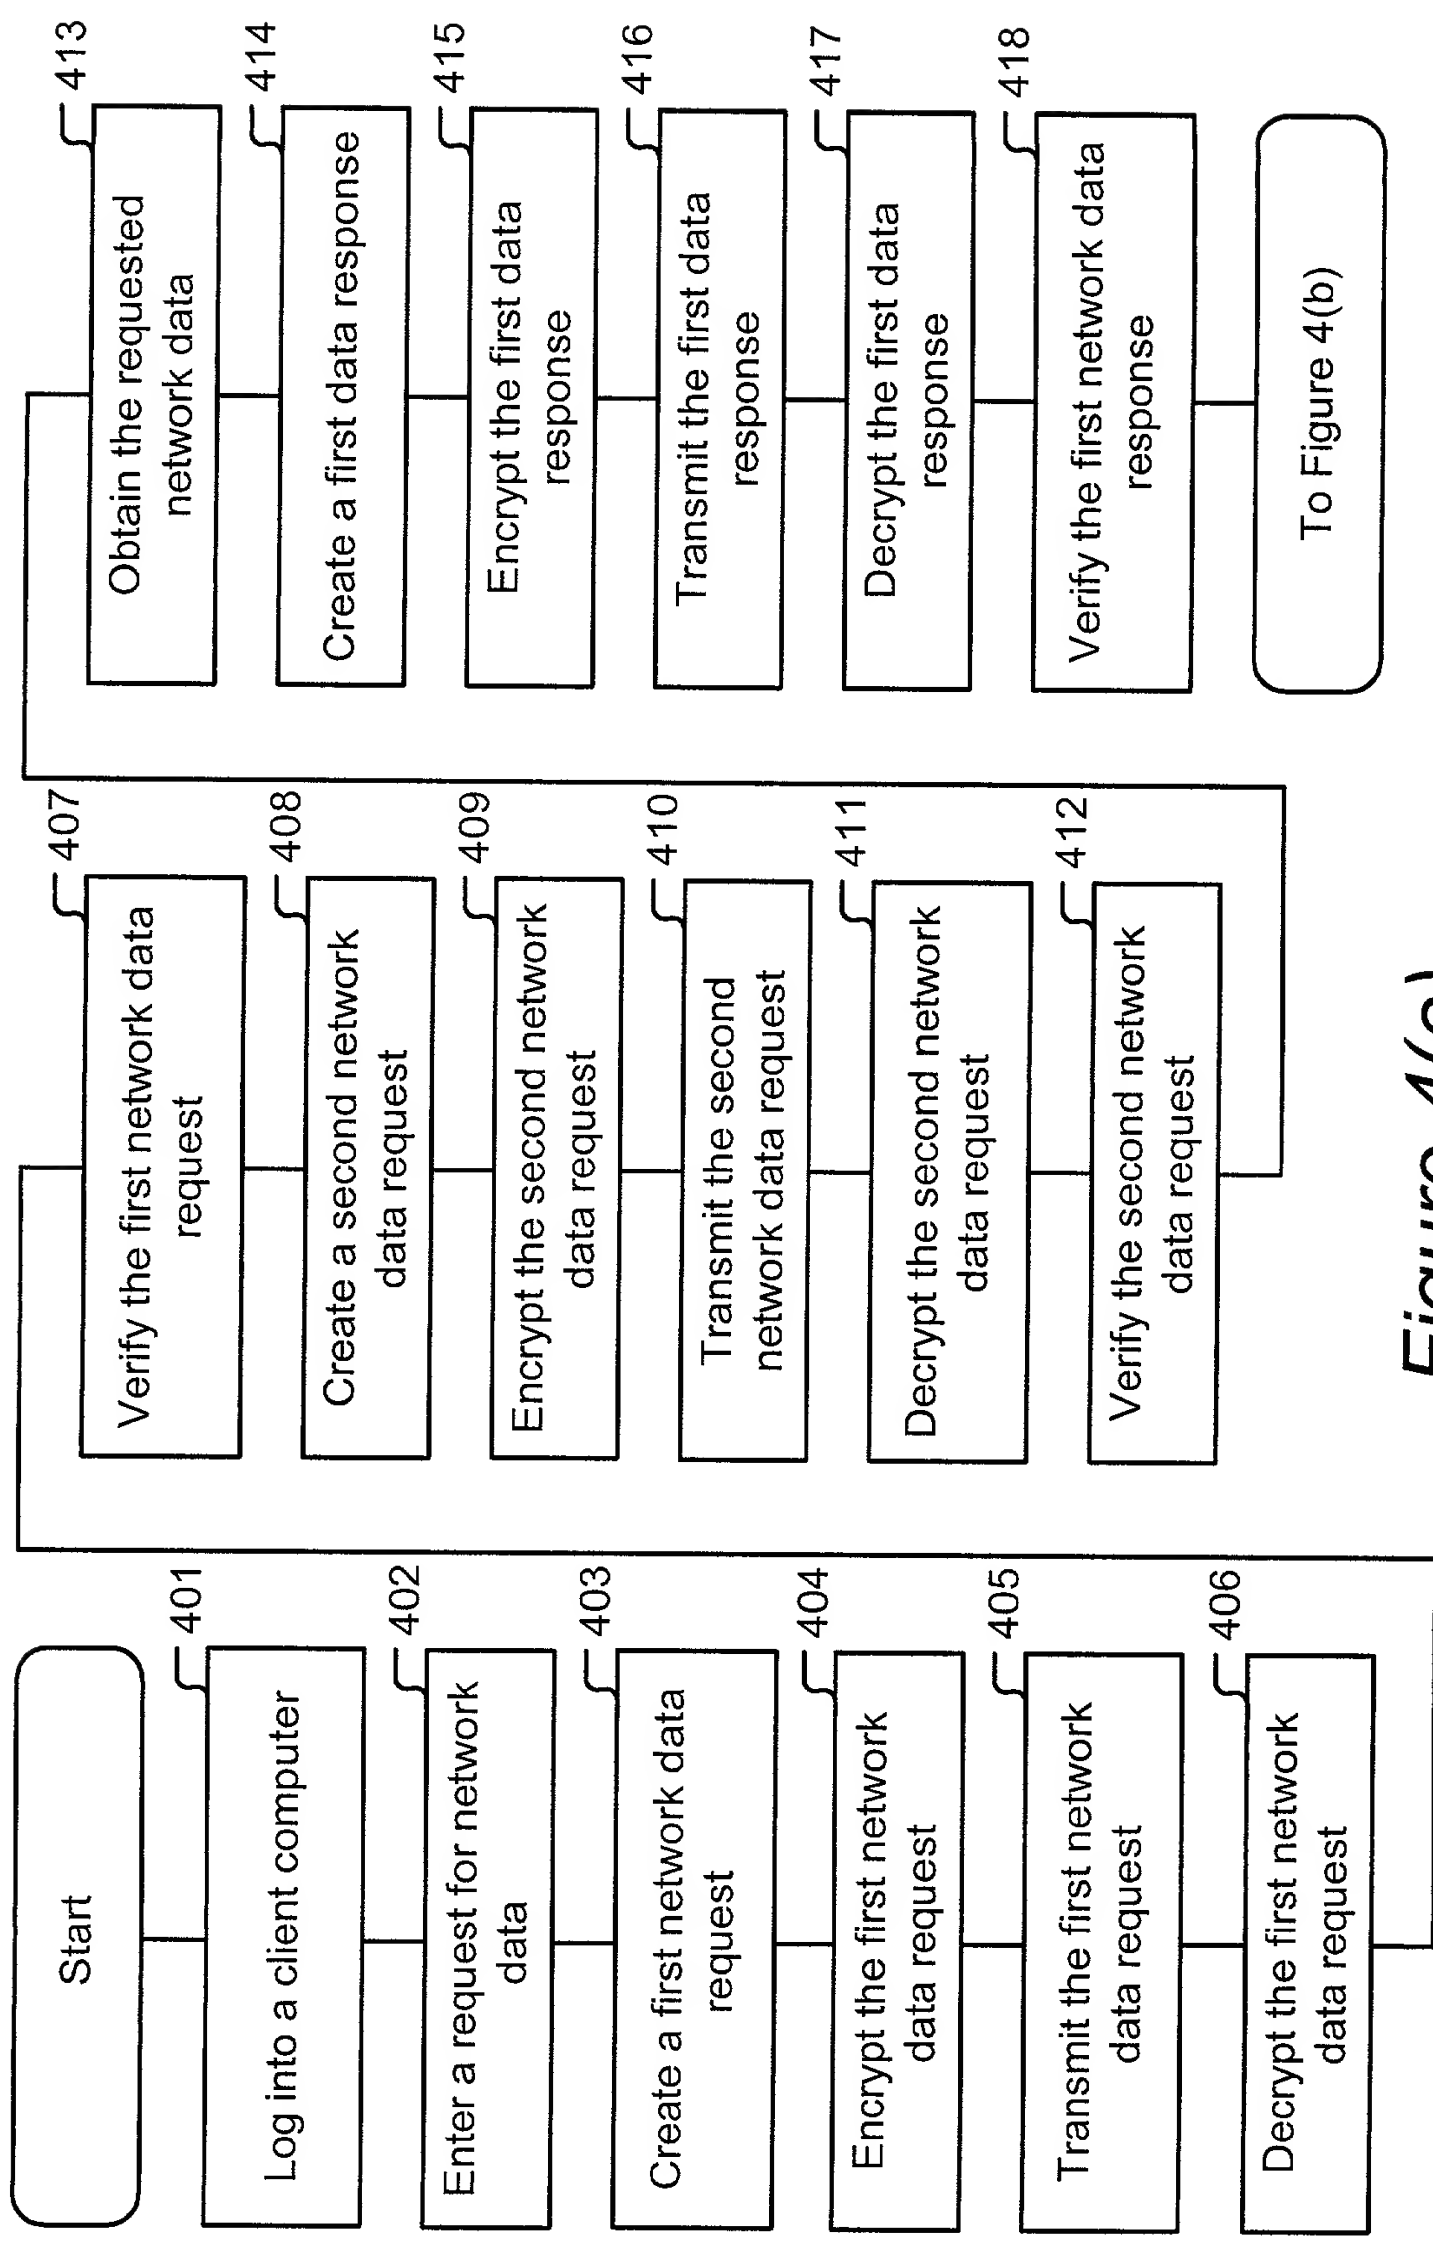 Start
401
Log into a client computer
402
Enter a request for network
data
403
Create a first network data
request
404
Encrypt the first network
data request
405
Transmit the first network
data request
406
Decrypt the first network
data request
407
Verify the first network data
request
408
Create a second network
data request
409
Encrypt the second network
data request
410
Transmit the second
network data request
411
Decrypt the second network
data request
412
Verify the second network
data request
413
Obtain the requested
network data
414
Create a first data response
415
Encrypt the first data
response
416
Transmit the first data
response
417
Decrypt the first data
response
418
Verify the first network data
response
To Figure 4(b)
Figure